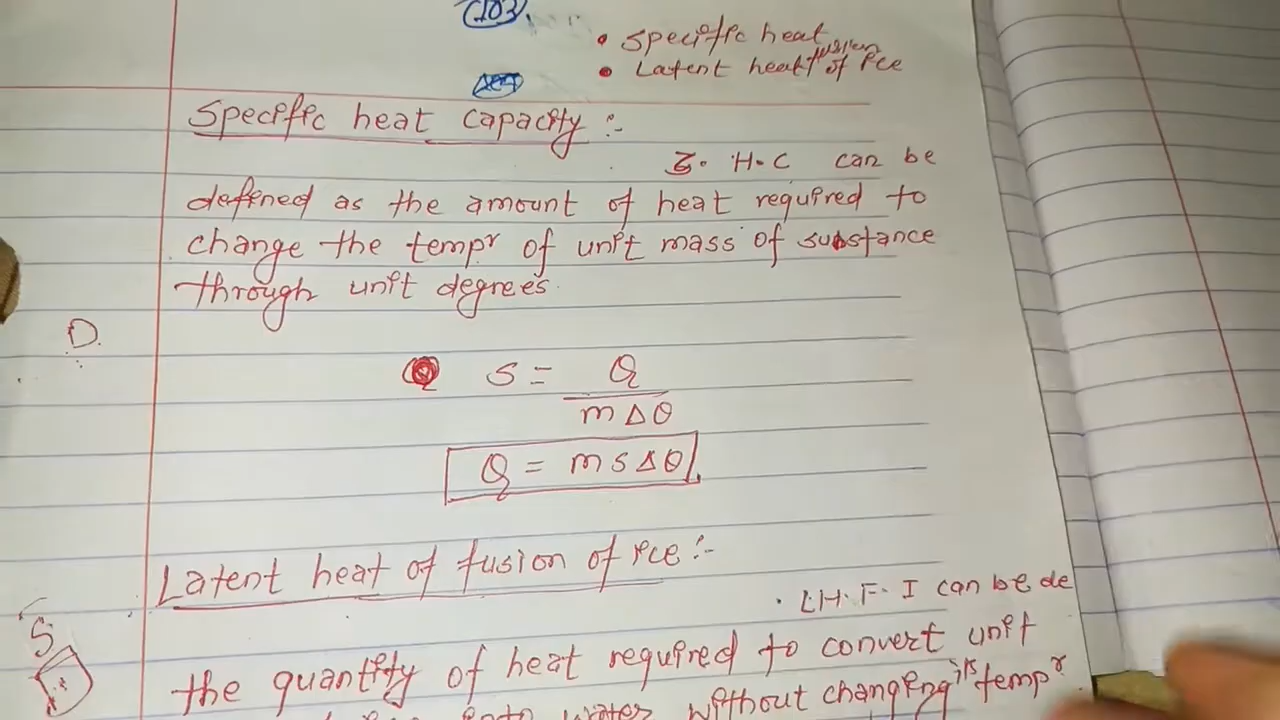 • Specific heat
• Latent heat fusion of ice
Specific heat capacity :-
S. H.C can be
defined as the amount of heat required to
change the tempr of unit mass of substance
through unit degrees.
D.
S = Q
m Δ θ
Q = m s Δ θ
Latent heat of fusion of ice :-
. L.H.F. I can be de
S
the quantity of heat required to convert unit
into water without changing its tempr